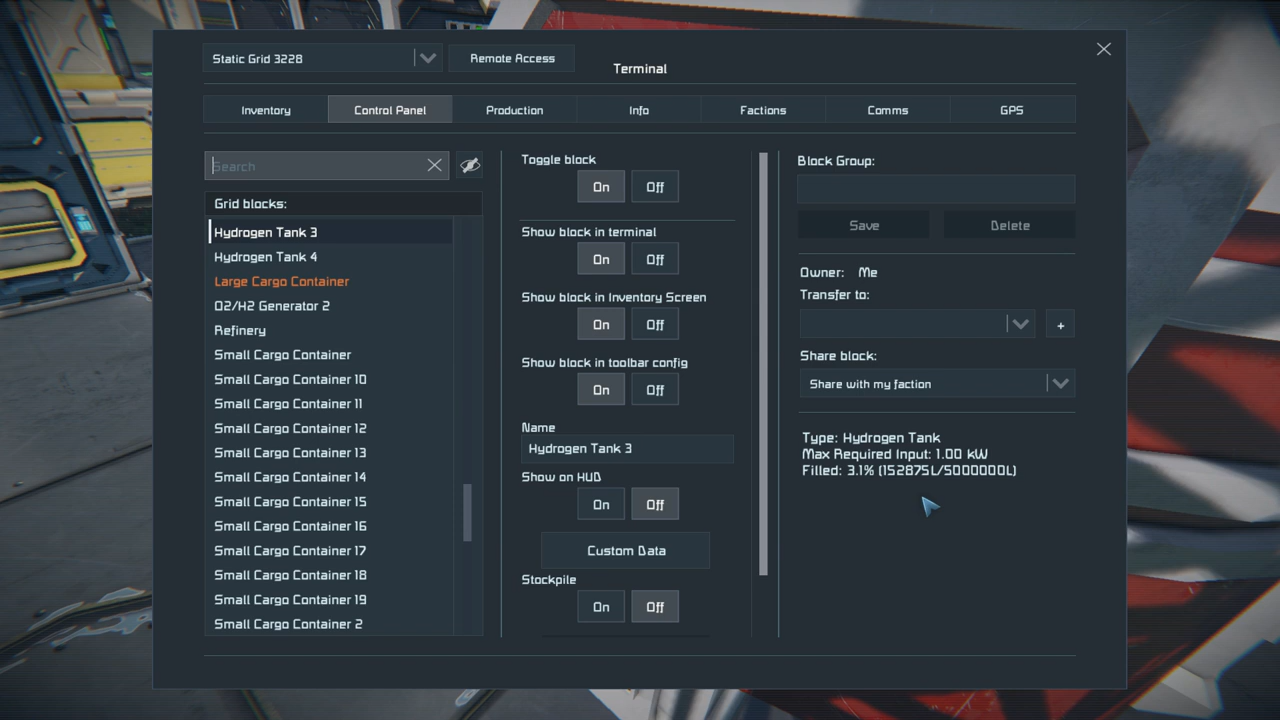 Static Grid 3228
Remote Access
Terminal
Inventory
Control Panel
Production
Info
Factions
Comms
GPS
Search
Grid blocks:
Hydrogen Tank 3
Hydrogen Tank 4
Large Cargo Container
O2/H2 Generator 2
Refinery
Small Cargo Container
Small Cargo Container 10
Small Cargo Container 11
Small Cargo Container 12
Small Cargo Container 13
Small Cargo Container 14
Small Cargo Container 15
Small Cargo Container 16
Small Cargo Container 17
Small Cargo Container 18
Small Cargo Container 19
Small Cargo Container 2
Toggle block
On Off
Show block in terminal
On Off
Show block in Inventory Screen
On Off
Show block in toolbar config
On Off
Name
Hydrogen Tank 3
Show on HUD
On Off
Custom Data
Stockpile
On Off
Block Group:
Save Delete
Owner: Me
Transfer to:
+
Share block:
Share with my faction
Type: Hydrogen Tank
Max Required Input: 1.00 kW
Filled: 3.1% (152875L/5000000L)